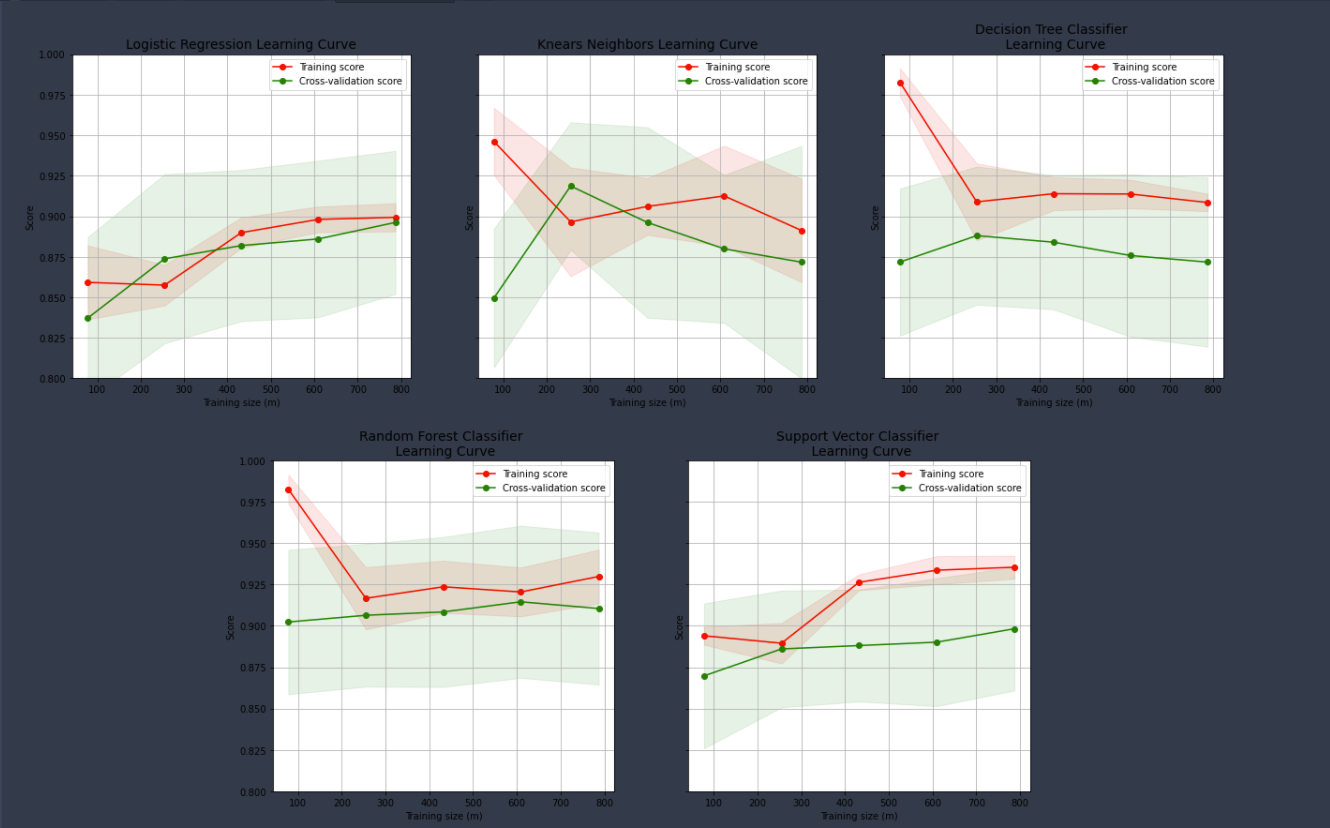 Logistic Regression Learning Curve
1.000
0.975
0.950
0.925
0.900
0.875
0.850
0.825
0.800
Score
Training score
Cross-validation score
100 200 300 400 500 600 700 800
Training size (m)
Knears Neighbors Learning Curve
Score
Training score
Cross-validation score
100 200 300 400 500 600 700 800
Training size (m)
Decision Tree Classifier
Learning Curve
Score
Training score
Cross-validation score
100 200 300 400 500 600 700 800
Training size (m)
Random Forest Classifier
Learning Curve
1.000
0.975
0.950
0.925
0.900
0.875
0.850
0.825
0.800
Score
Training score
Cross-validation score
100 200 300 400 500 600 700 800
Training size (m)
Support Vector Classifier
Learning Curve
Score
Training score
Cross-validation score
100 200 300 400 500 600 700 800
Training size (m)